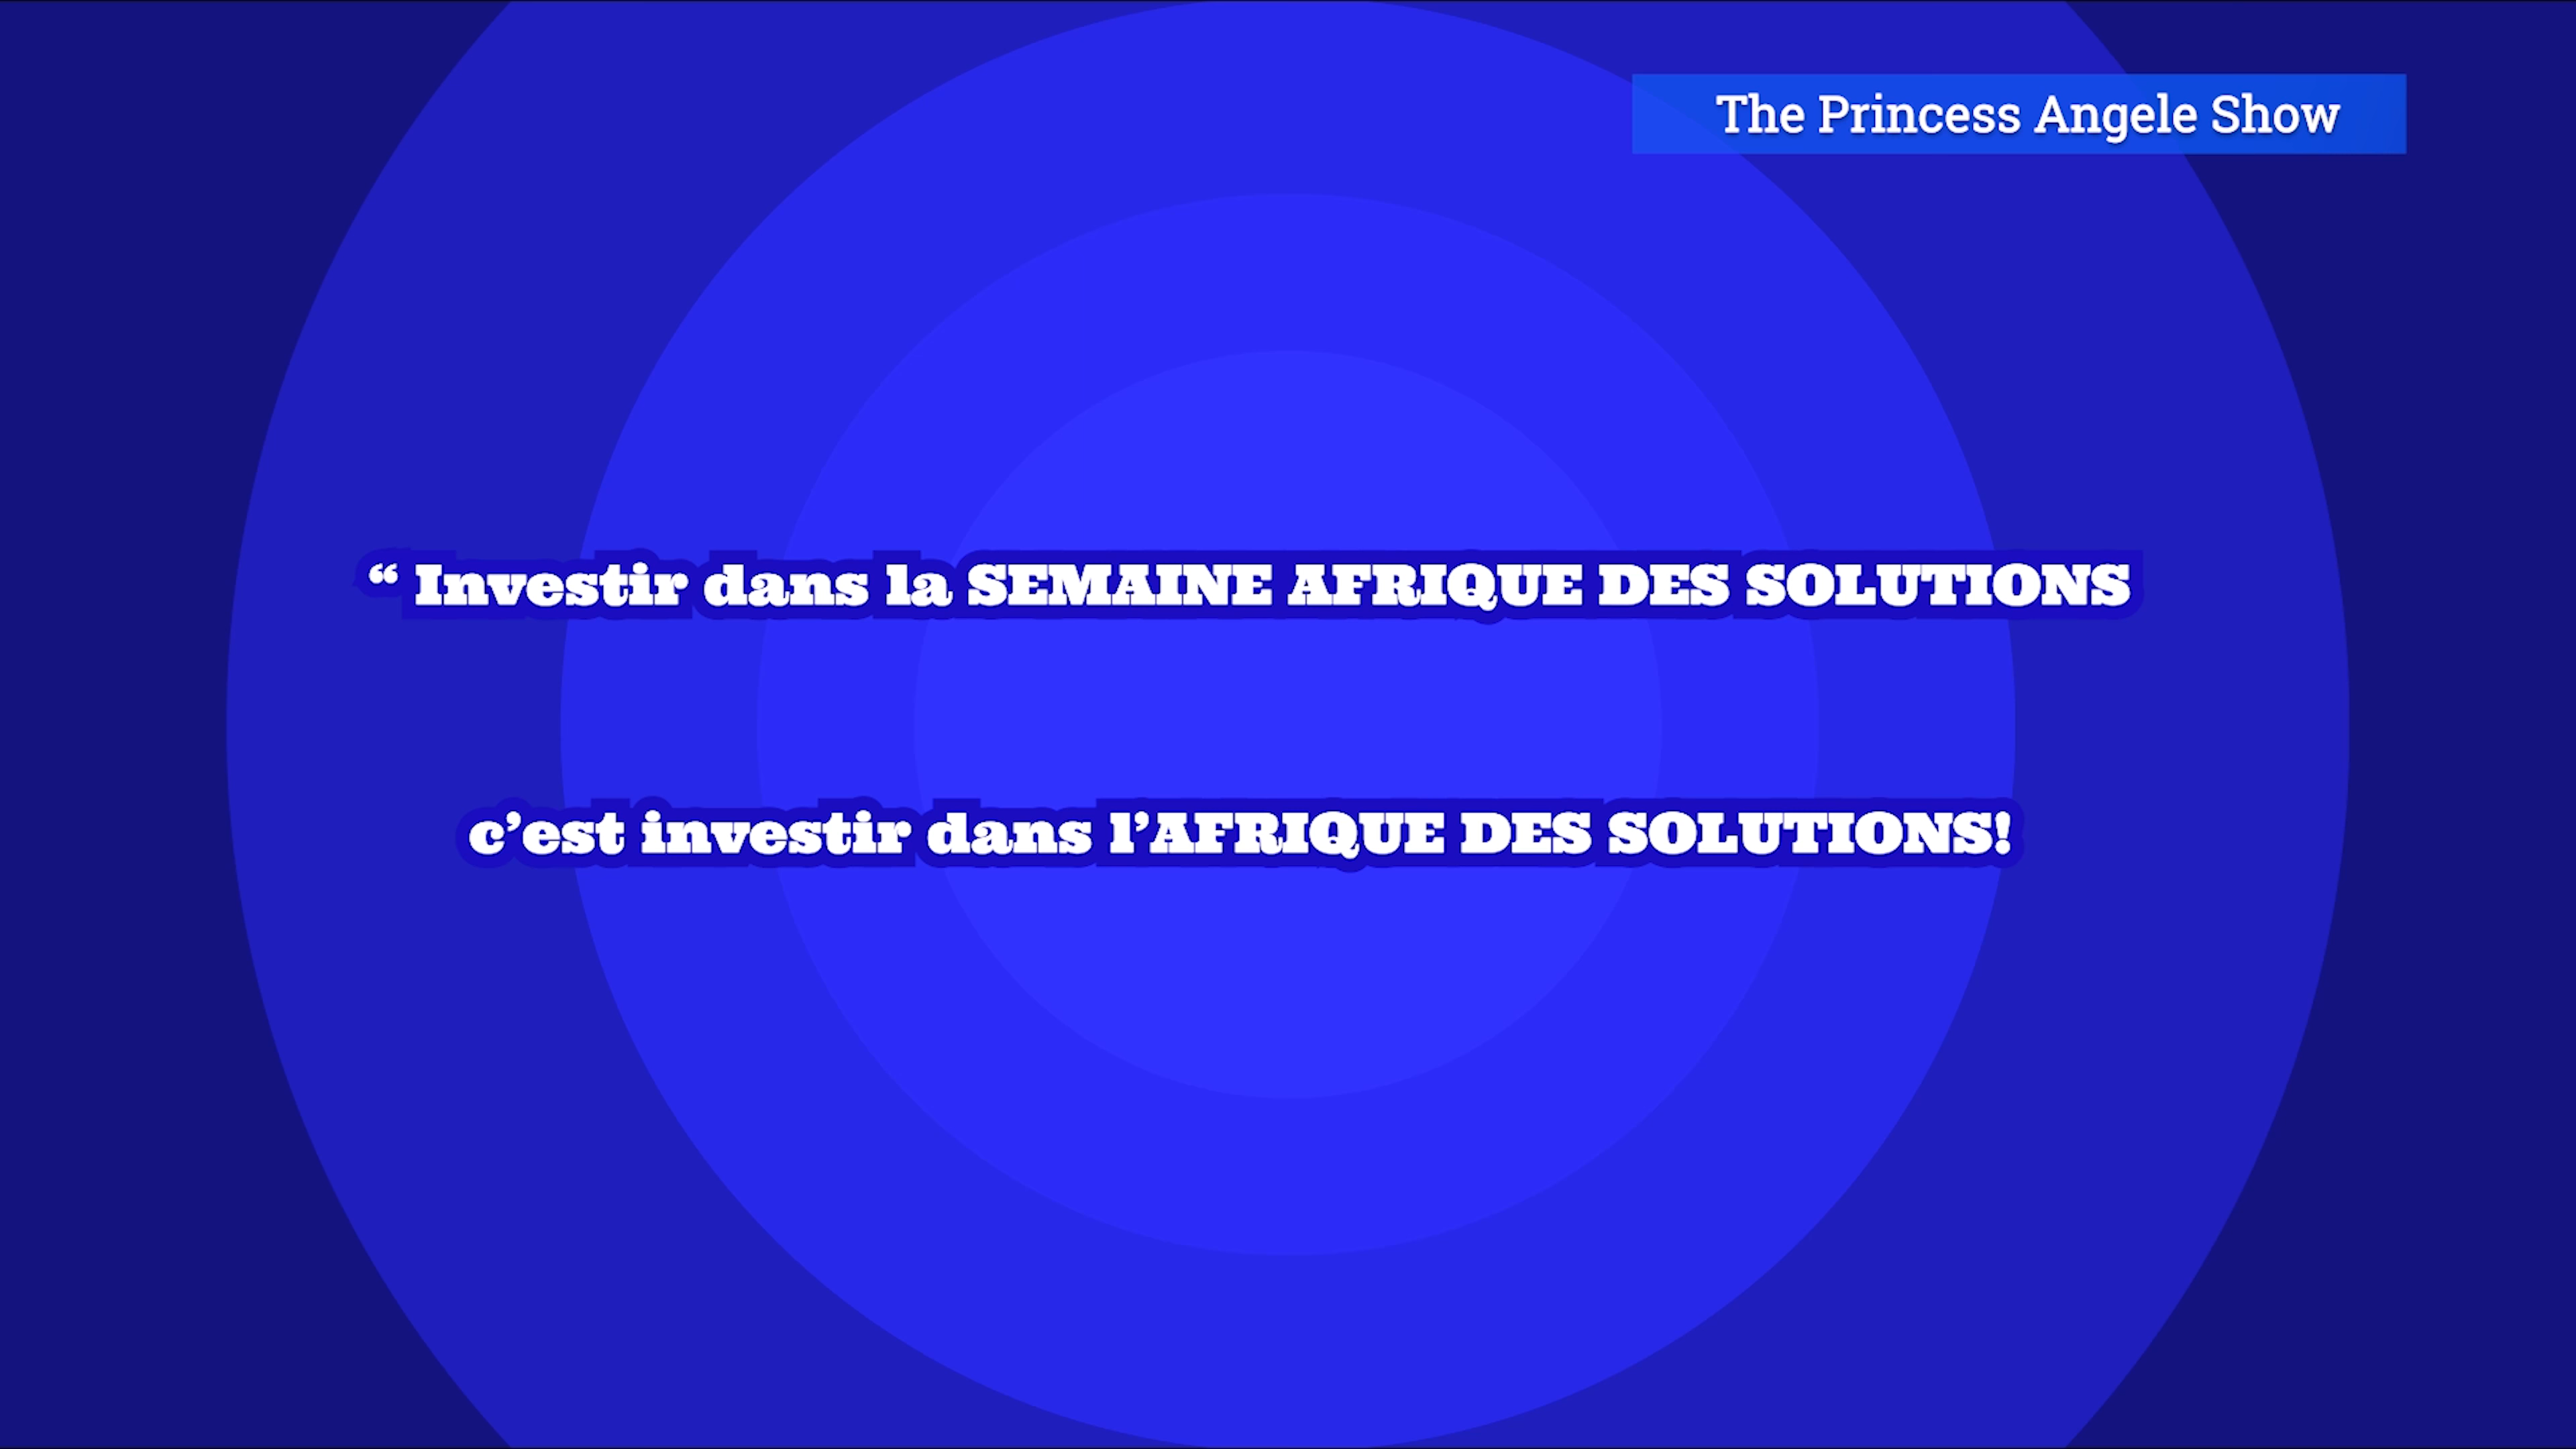 The Princess Angele Show
“ Investir dans la SEMAINE AFRIQUE DES SOLUTIONS
c’est investir dans l’AFRIQUE DES SOLUTIONS!